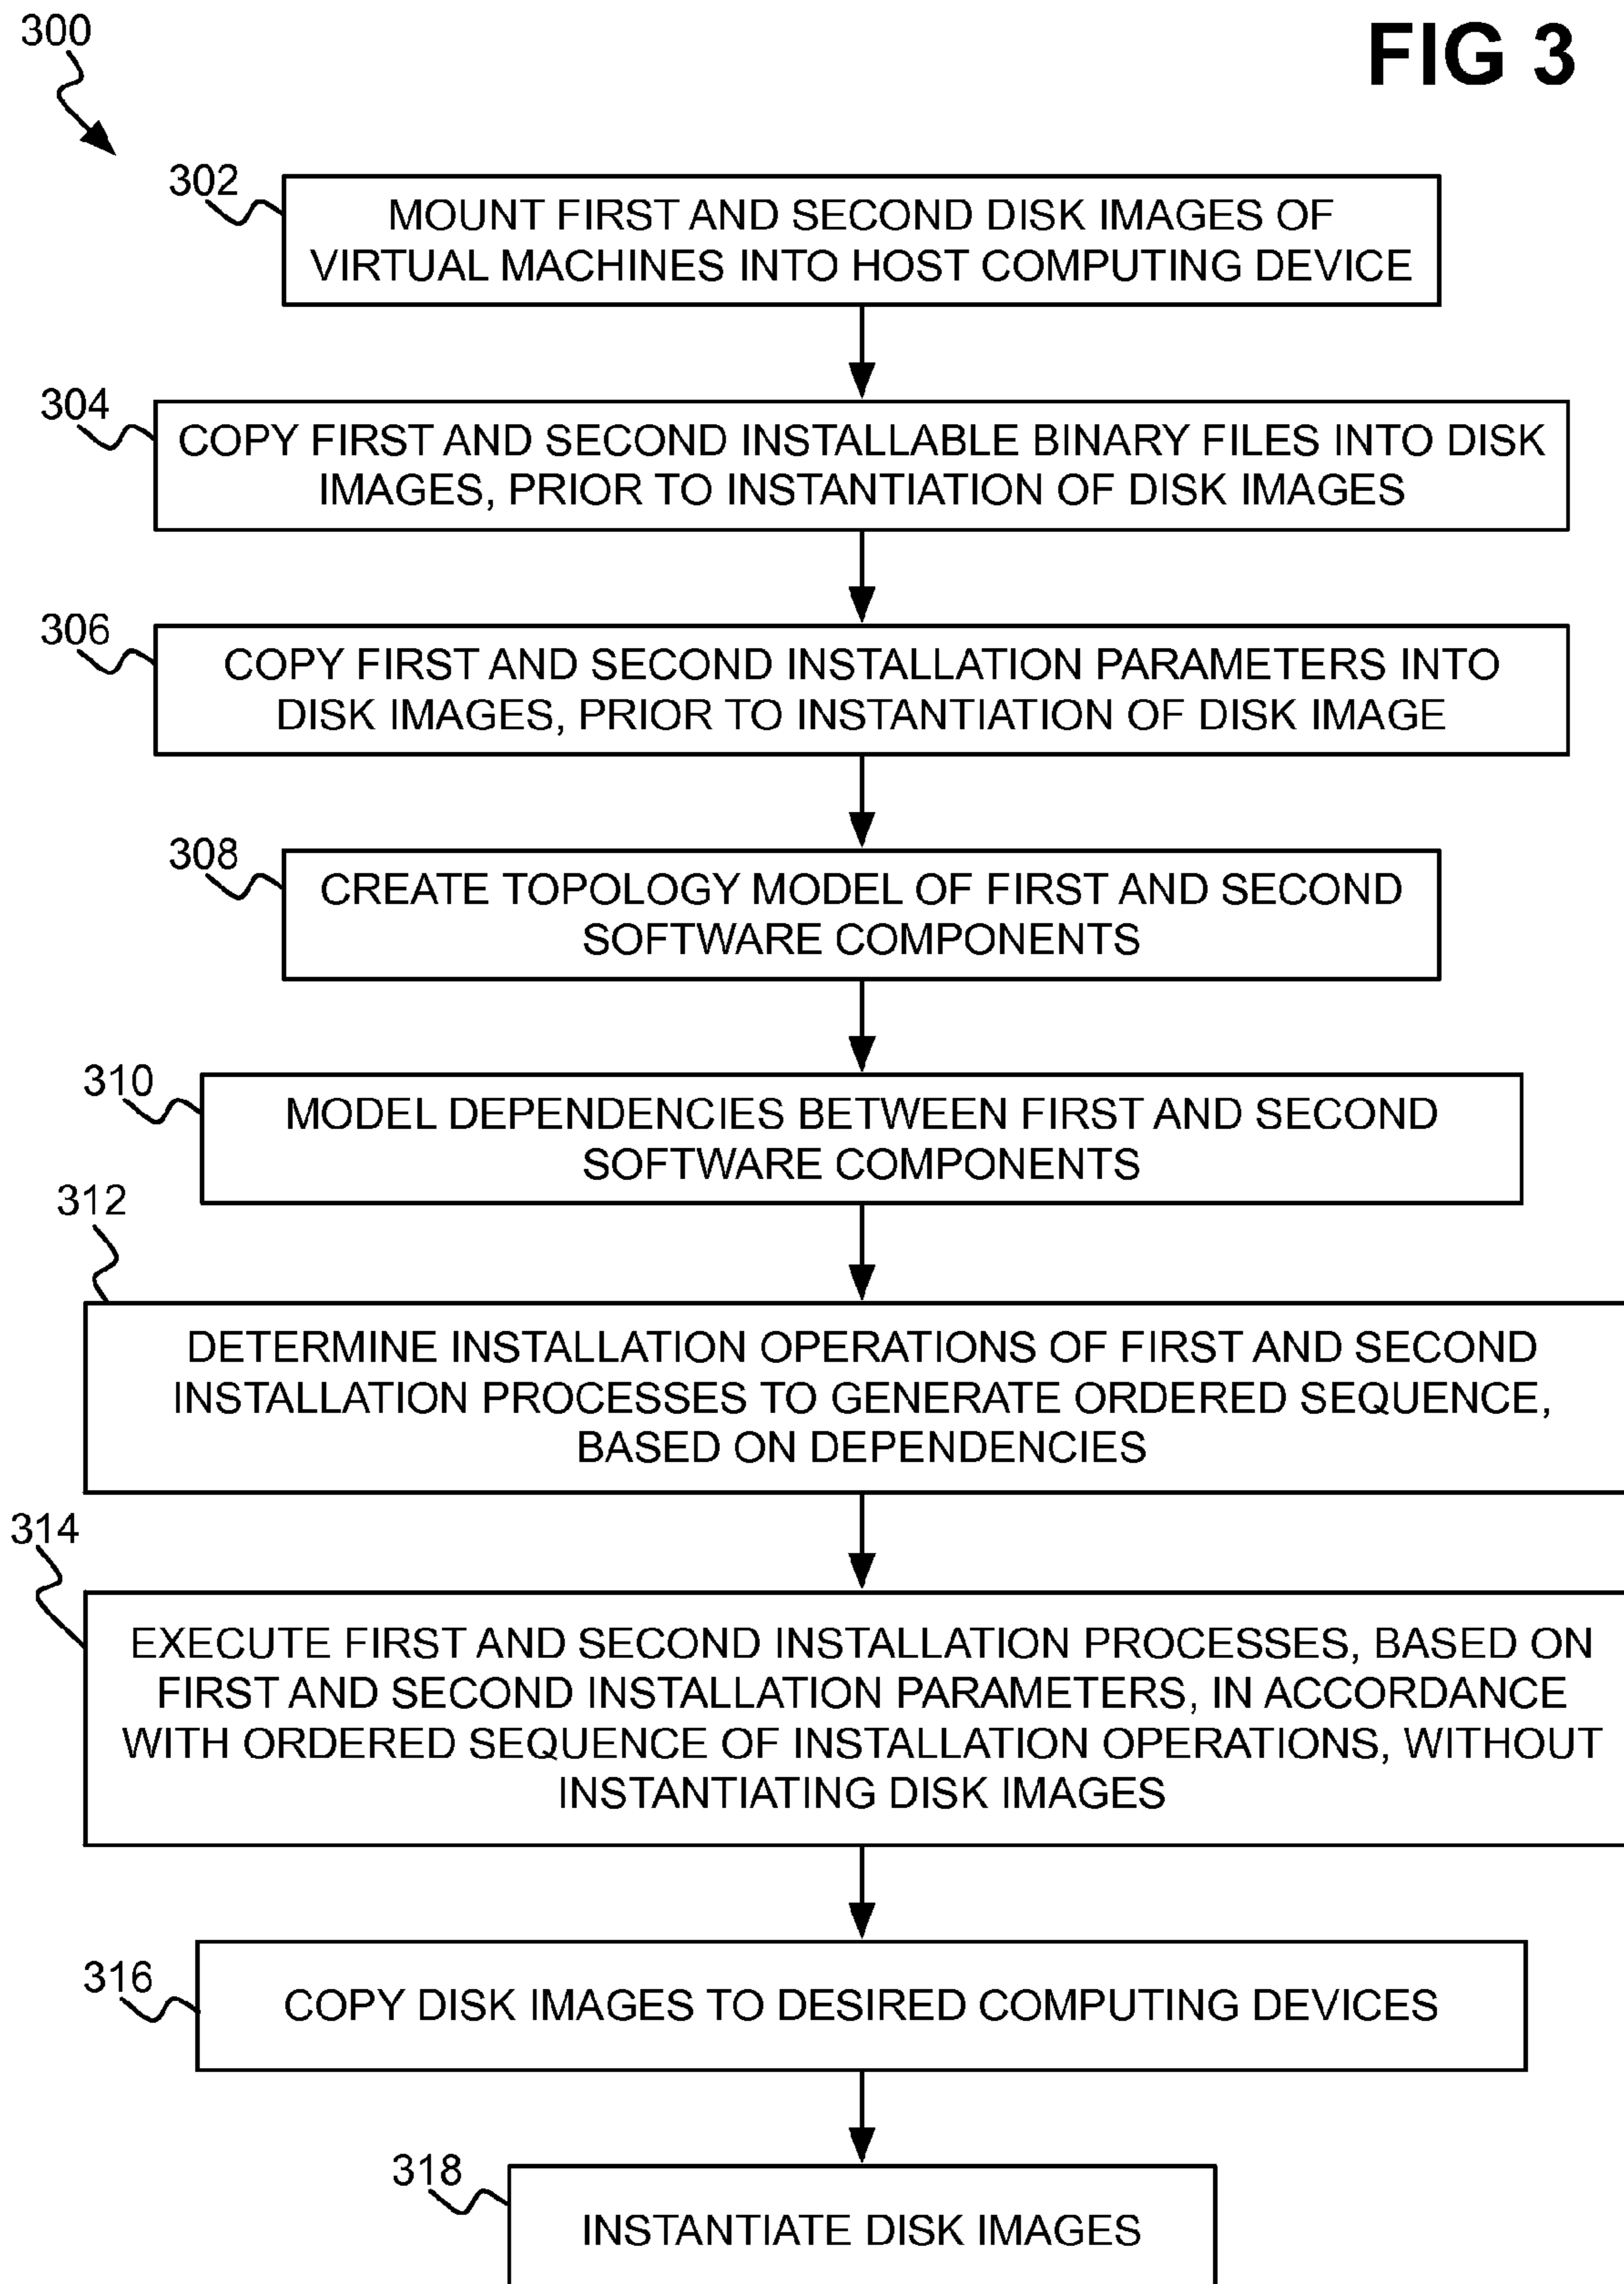 300
FIG 3
302
MOUNT FIRST AND SECOND DISK IMAGES OF
VIRTUAL MACHINES INTO HOST COMPUTING DEVICE
304
COPY FIRST AND SECOND INSTALLABLE BINARY FILES INTO DISK
IMAGES, PRIOR TO INSTANTIATION OF DISK IMAGES
306
COPY FIRST AND SECOND INSTALLATION PARAMETERS INTO
DISK IMAGES, PRIOR TO INSTANTIATION OF DISK IMAGE
308
CREATE TOPOLOGY MODEL OF FIRST AND SECOND
SOFTWARE COMPONENTS
310
MODEL DEPENDENCIES BETWEEN FIRST AND SECOND
SOFTWARE COMPONENTS
312
DETERMINE INSTALLATION OPERATIONS OF FIRST AND SECOND
INSTALLATION PROCESSES TO GENERATE ORDERED SEQUENCE,
BASED ON DEPENDENCIES
314
EXECUTE FIRST AND SECOND INSTALLATION PROCESSES, BASED ON
FIRST AND SECOND INSTALLATION PARAMETERS, IN ACCORDANCE
WITH ORDERED SEQUENCE OF INSTALLATION OPERATIONS, WITHOUT
INSTANTIATING DISK IMAGES
316
COPY DISK IMAGES TO DESIRED COMPUTING DEVICES
318
INSTANTIATE DISK IMAGES